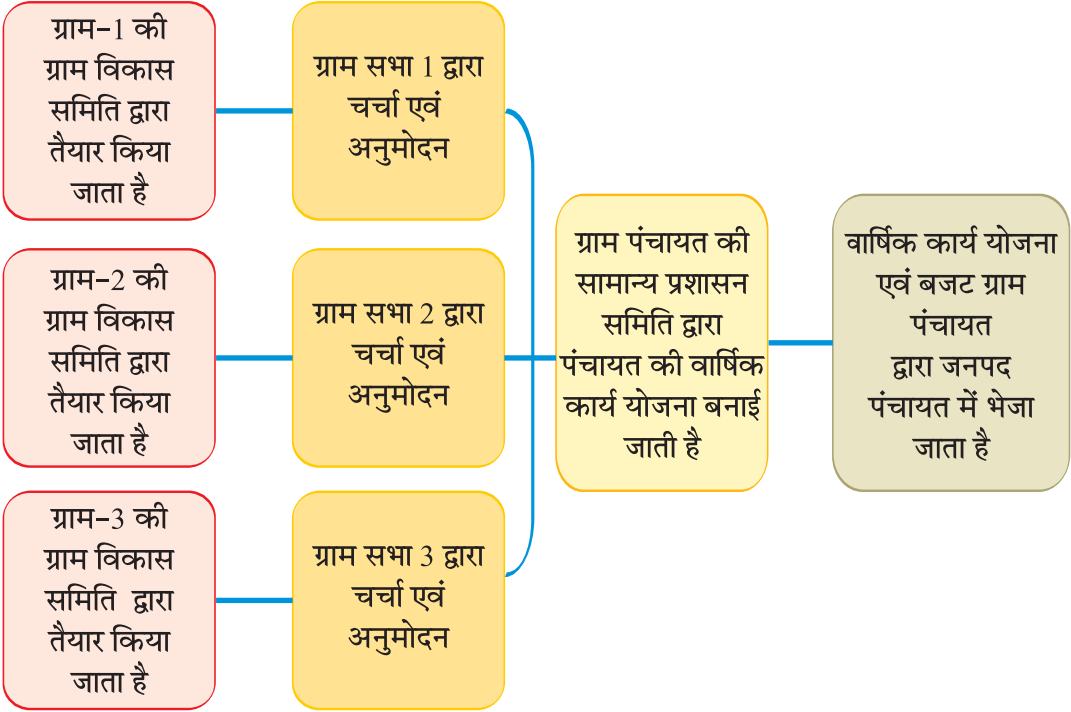 ग्राम-1 की
ग्राम विकास
समिति द्वारा
तैयार किया
जाता है
ग्राम सभा 1 द्वारा
चर्चा एवं
अनुमोदन
ग्राम-2 की
ग्राम विकास
समिति द्वारा
तैयार किया
जाता है
ग्राम सभा 2 द्वारा
चर्चा एवं
अनुमोदन
ग्राम-3 की
ग्राम विकास
समिति द्वारा
तैयार किया
जाता है
ग्राम सभा 3 द्वारा
चर्चा एवं
अनुमोदन
ग्राम पंचायत की
सामान्य प्रशासन
समिति द्वारा
पंचायत की वार्षिक
कार्य योजना बनाई
जाती है
वार्षिक कार्य योजना
एवं बजट ग्राम
पंचायत
द्वारा जनपद
पंचायत में भेजा
जाता है